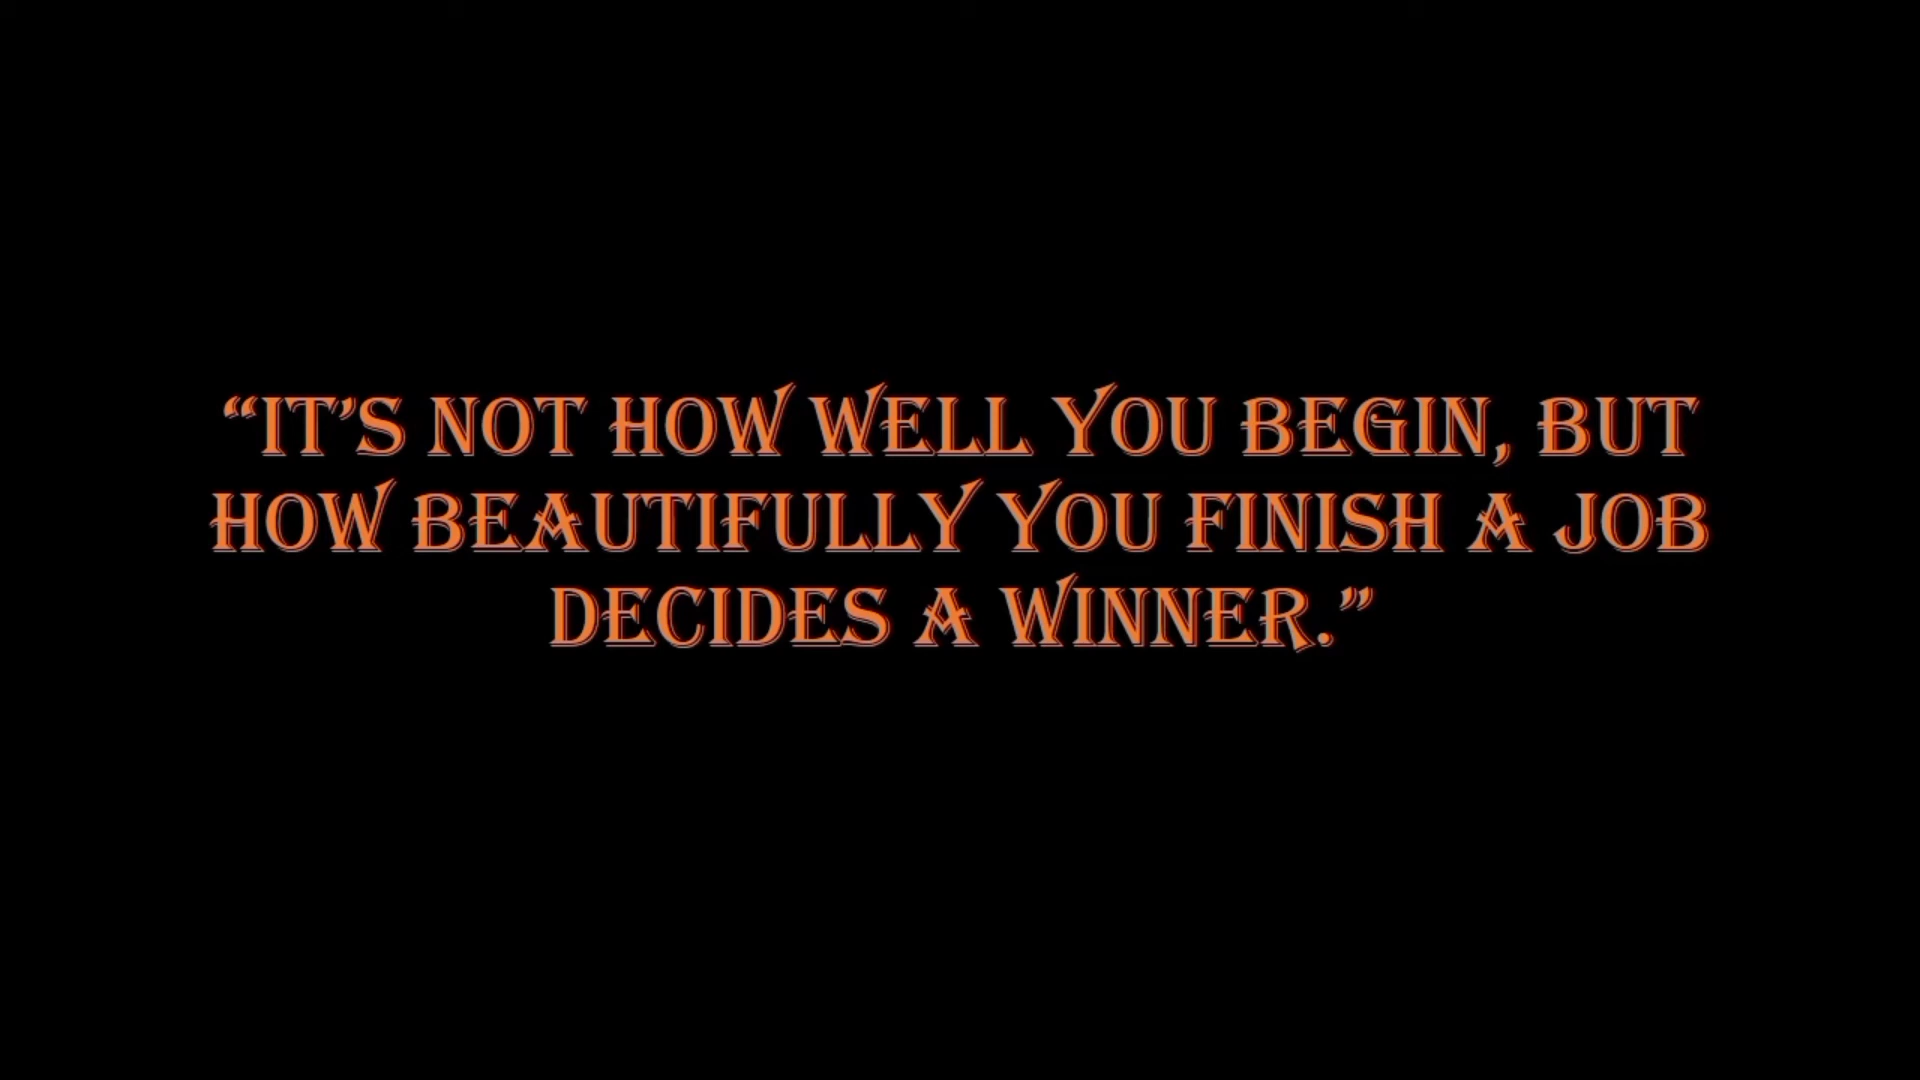 “IT’S NOT HOW WELL YOU BEGIN, BUT
HOW BEAUTIFULLY YOU FINISH A JOB
DECIDES A WINNER.”